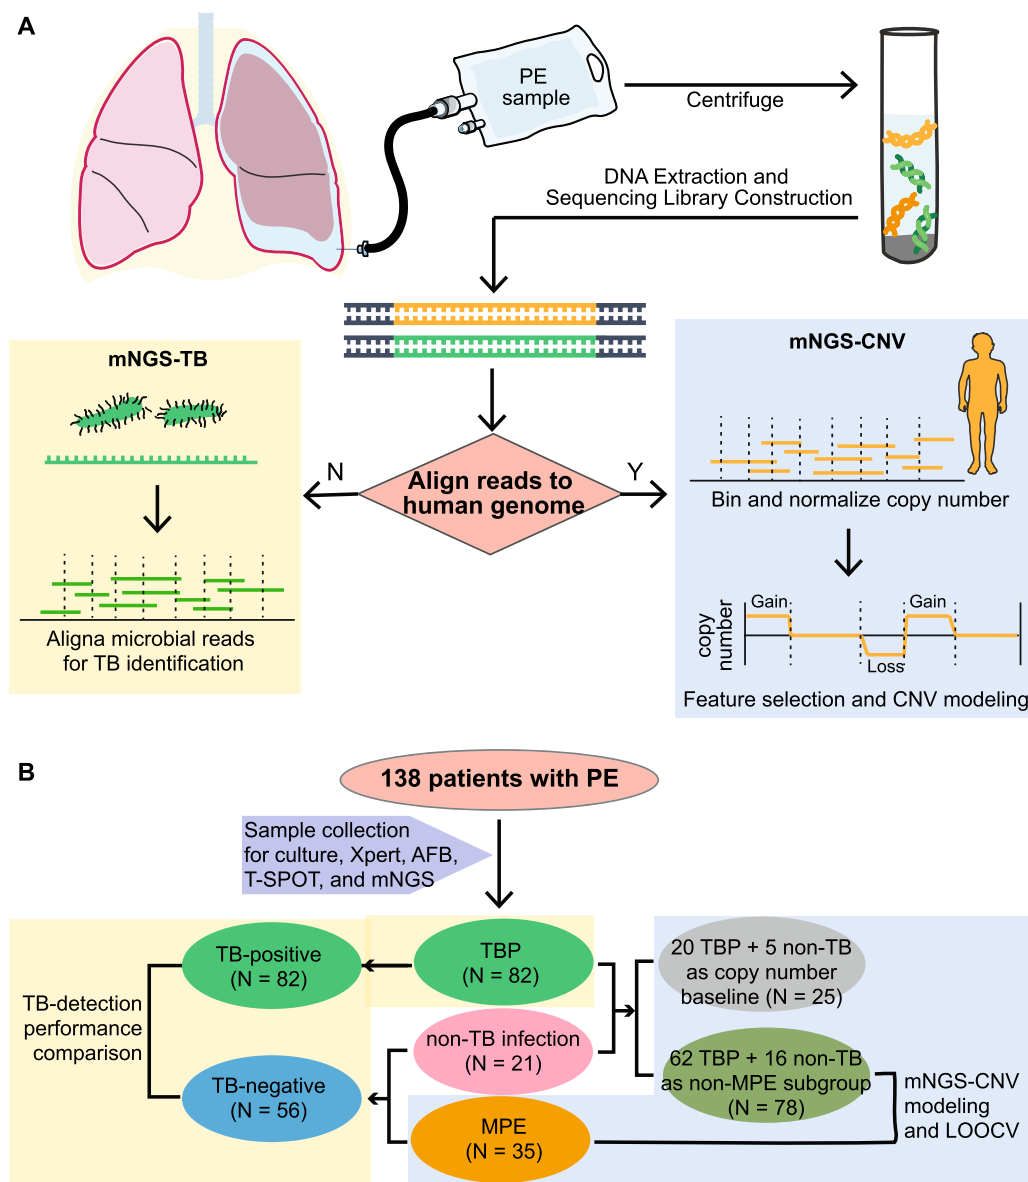 A
PE
sample
Centrifuge
DNA Extraction and
Sequencing Library Construction
mNGS-TB
mNGS-CNV
N
Align reads to
human genome
Y
Bin and normalize copy number
Aligna microbial reads
for TB identification
copy
number
Gain
Loss
Gain
Feature selection and CNV modeling
B
138 patients with PE
Sample collection
for culture, Xpert, AFB,
T-SPOT, and mNGS
TB-detection
performance
comparison
TB-positive
(N = 82)
TBP
(N = 82)
20 TBP + 5 non-TB
as copy number
baseline (N = 25)
non-TB infection
(N = 21)
TB-negative
(N = 56)
62 TBP + 16 non-TB
as non-MPE subgroup
(N = 78)
MPE
(N = 35)
mNGS-CNV
modeling
and LOOCV